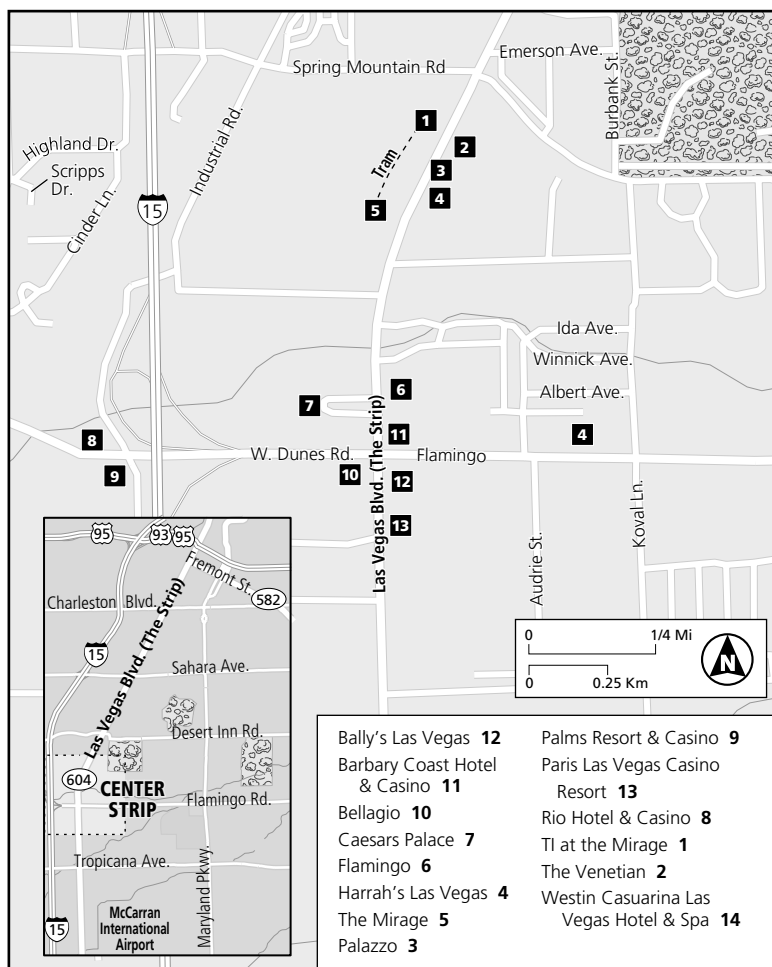 Emerson Ave.
Spring Mountain Rd
Burbank St.
Industrial Rd.
1
2
Highland Dr.
Tram
3
Scripps
Dr.
15
5
4
Cinder Ln.
Ida Ave.
Winnick Ave.
6
Albert Ave.
7
Las Vegas Blvd. (The Strip)
11
4
8
W. Dunes Rd.
Flamingo
9
10
12
Koval Ln.
13
Audrie St.
95
93
95
Fremont St.
Charleston Blvd.
582
Las Vegas Blvd. (The Strip)
15
Sahara Ave.
Desert Inn Rd.
604
CENTER
STRIP
Flamingo Rd.
Tropicana Ave.
Maryland Pkwy.
McCarran
International
Airport
15
0 1/4 Mi
0 0.25 Km
N
Bally's Las Vegas 12
Barbary Coast Hotel
& Casino 11
Bellagio 10
Caesars Palace 7
Flamingo 6
Harrah's Las Vegas 4
The Mirage 5
Palazzo 3
Palms Resort & Casino 9
Paris Las Vegas Casino
Resort 13
Rio Hotel & Casino 8
TI at the Mirage 1
The Venetian 2
Westin Casuarina Las
Vegas Hotel & Spa 14